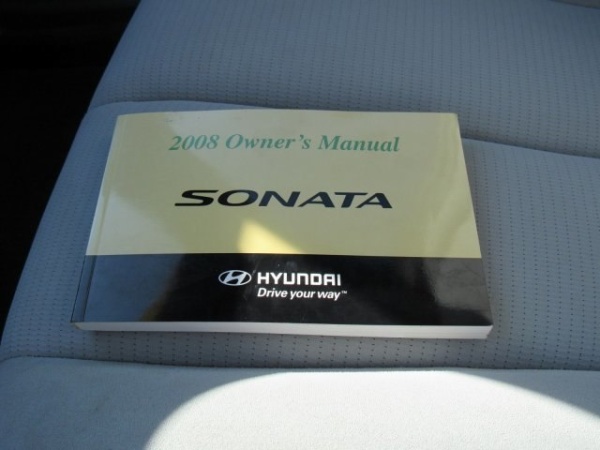 2008 Owner's Manual
SONATA
HYUNDAI
Drive your way™